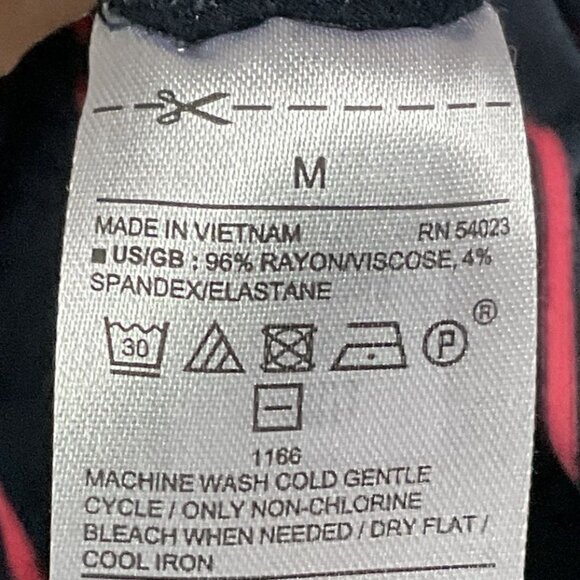 M
MADE IN VIETNAM RN 54023
US/GB : 96% RAYON/VISCOSE, 4%
SPANDEX/ELASTANE
30 P ®
1166
MACHINE WASH COLD GENTLE
CYCLE / ONLY NON-CHLORINE
BLEACH WHEN NEEDED / DRY FLAT /
COOL IRON